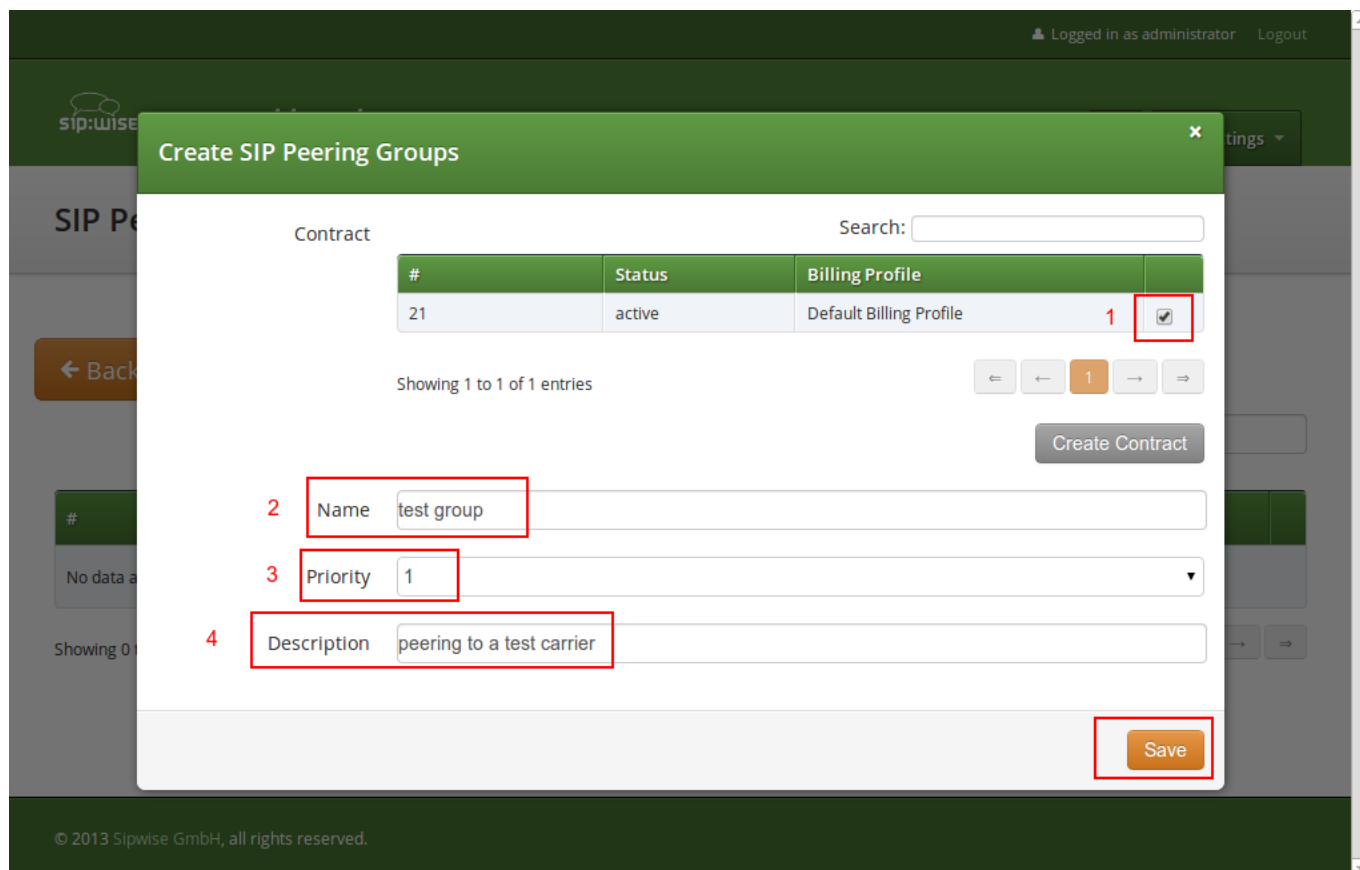 Logged in as administrator Logout
sip:wise
tings
Create SIP Peering Groups ×
SIP Pe
Contract Search:
# Status Billing Profile
21 active Default Billing Profile 1
← Back
Showing 1 to 1 of 1 entries ⇐ ← 1 → ⇒
Create Contract
2 Name test group
#
3 Priority 1
No data a
4 Description peering to a test carrier
Showing 0 → ⇒
Save
© 2013 Sipwise GmbH, all rights reserved.